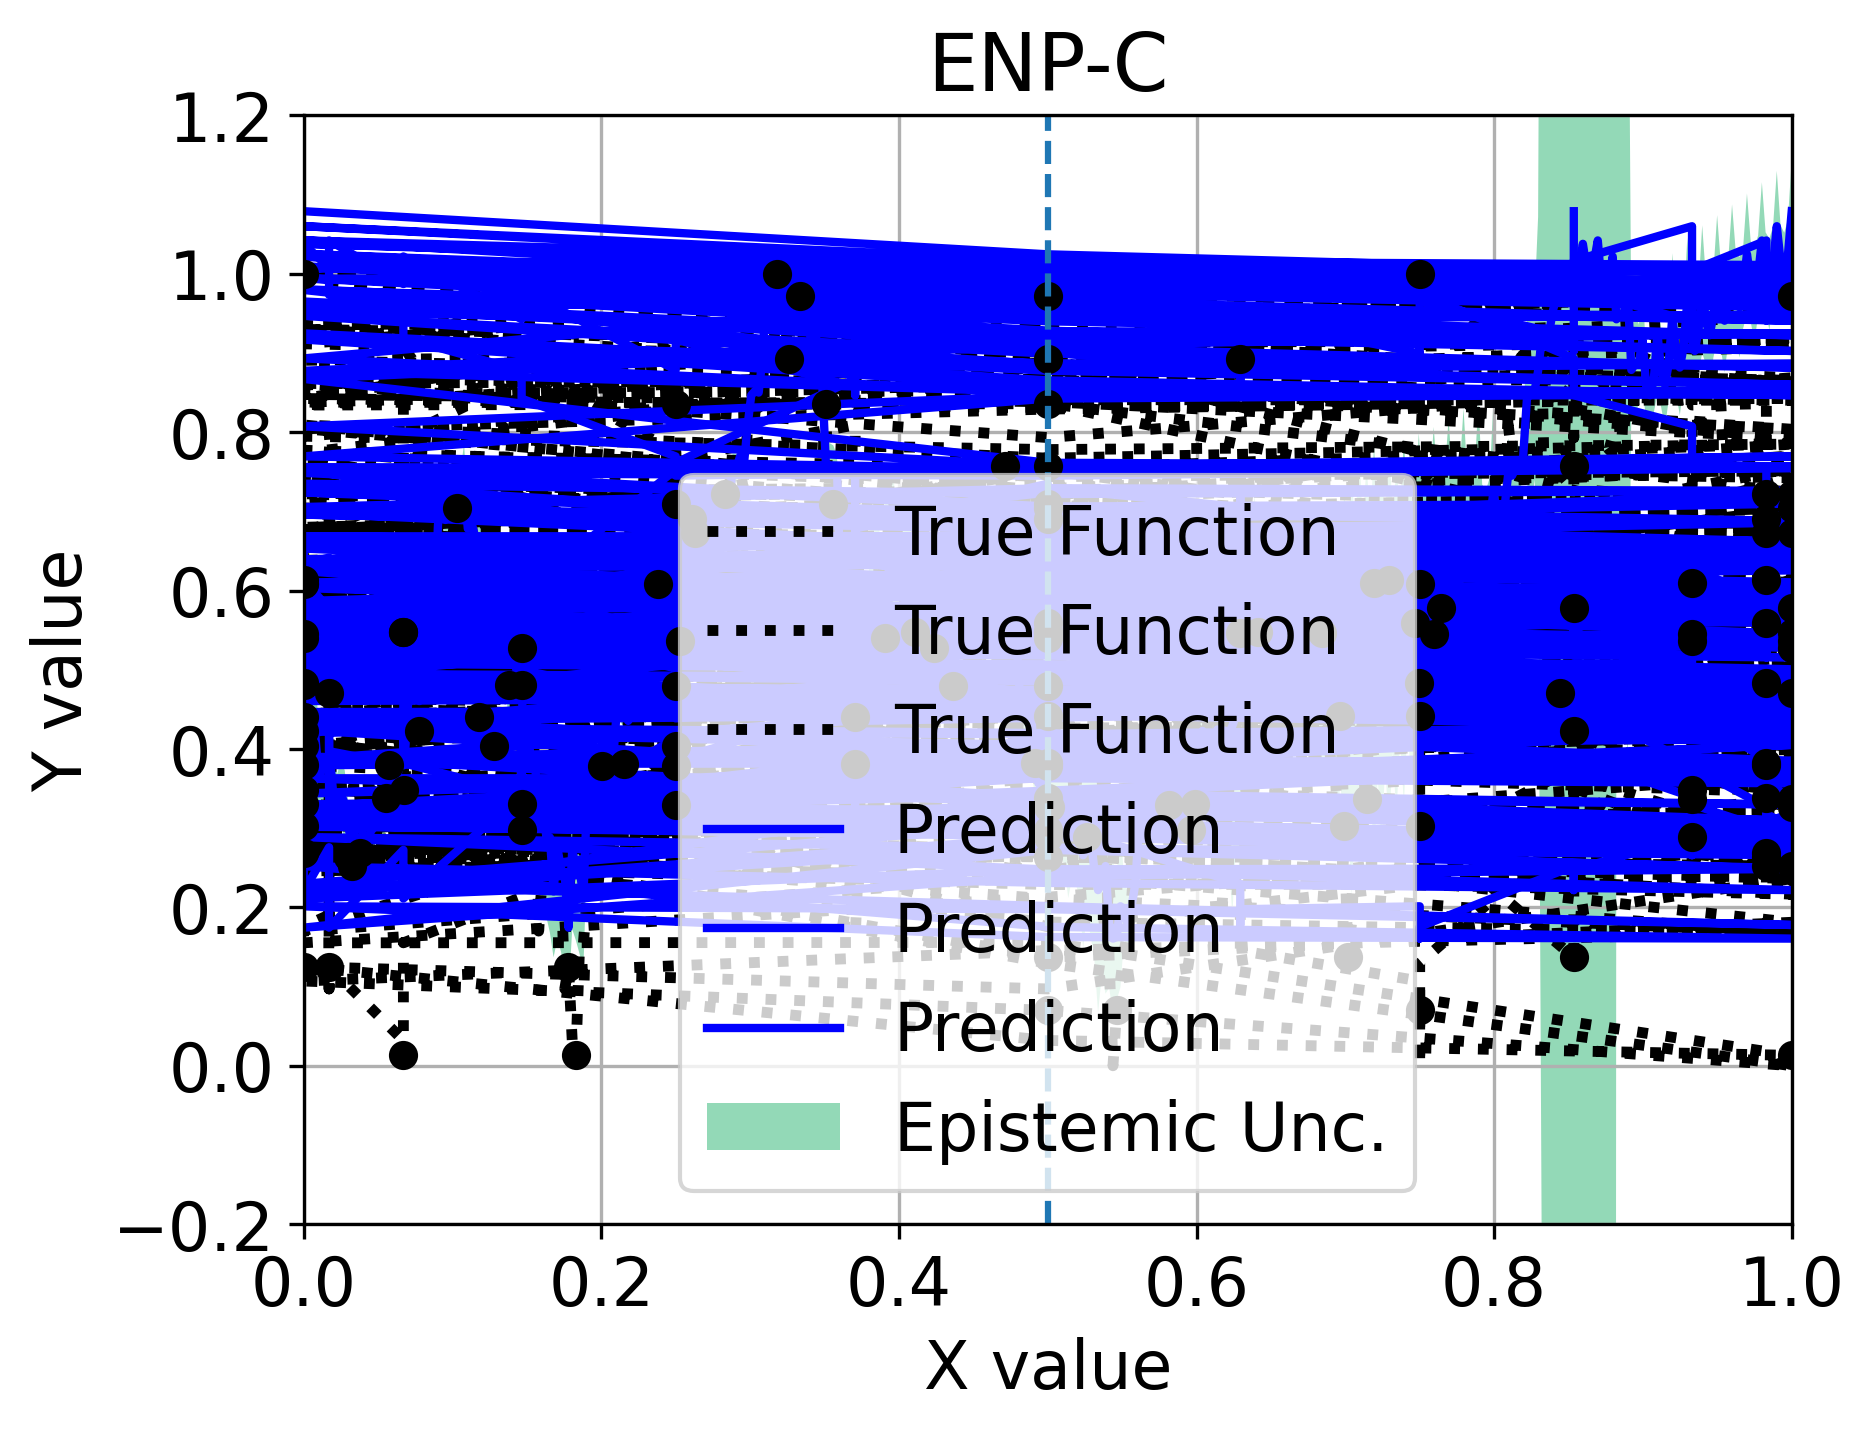 ENP-C
1.2
1.0
0.8
0.6
0.4
0.2
0.0
−0.2
Y value
True Function
True Function
True Function
Prediction
Prediction
Prediction
Epistemic Unc.
0.0 0.2 0.4 0.6 0.8 1.0
X value